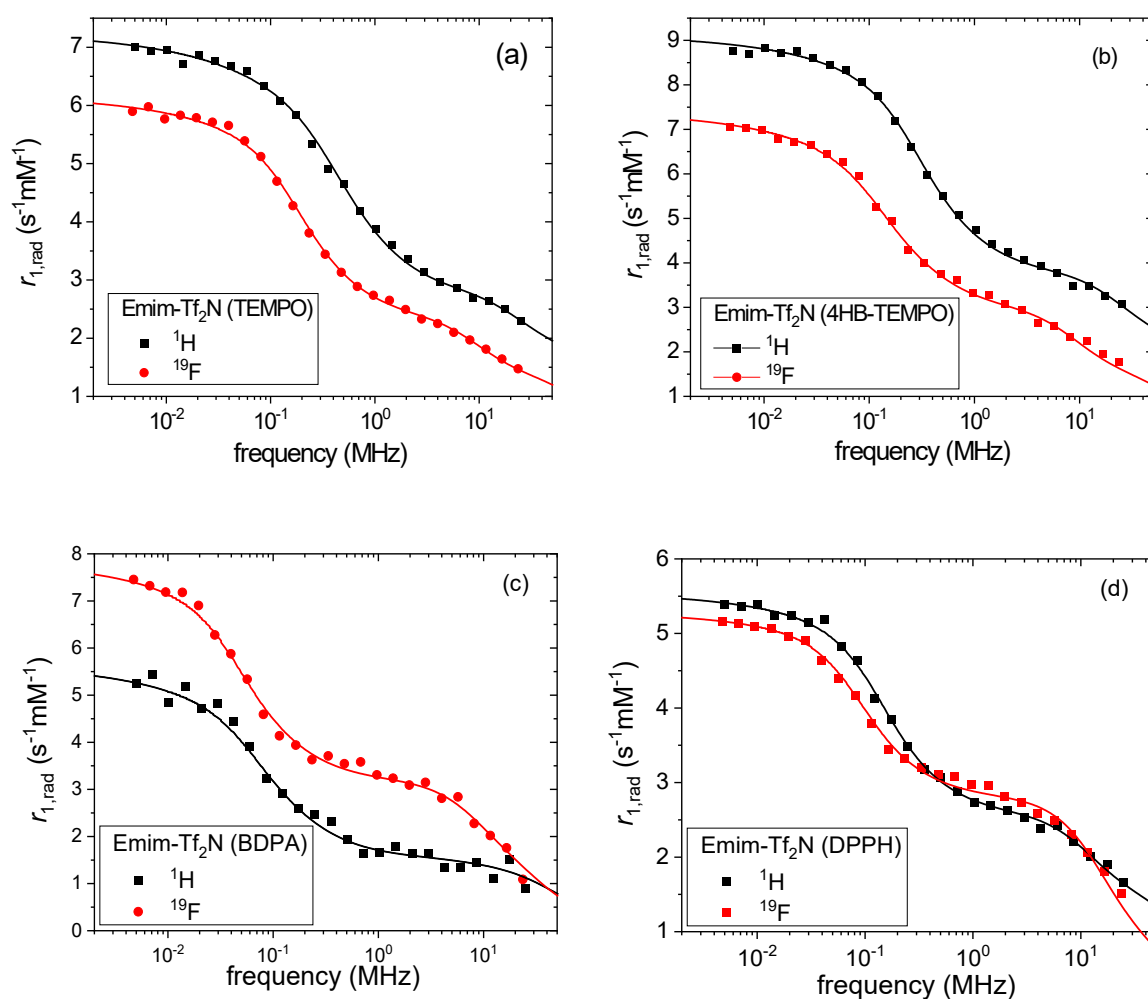 (a)
7
6
5
4
3
2
1
r1,rad (s⁻¹mM⁻¹)
Emim-Tf₂N (TEMPO)
¹H
¹⁹F
10⁻² 10⁻¹ 10⁰ 10¹
frequency (MHz)
(b)
9
8
7
6
5
4
3
2
1
r1,rad (s⁻¹mM⁻¹)
Emim-Tf₂N (4HB-TEMPO)
¹H
¹⁹F
10⁻² 10⁻¹ 10⁰ 10¹
frequency (MHz)
(c)
8
7
6
5
4
3
2
1
0
r1,rad (s⁻¹mM⁻¹)
Emim-Tf₂N (BDPA)
¹H
¹⁹F
10⁻² 10⁻¹ 10⁰ 10¹
frequency (MHz)
(d)
6
5
4
3
2
1
r1,rad (s⁻¹mM⁻¹)
Emim-Tf₂N (DPPH)
¹H
¹⁹F
10⁻² 10⁻¹ 10⁰ 10¹
frequency (MHz)